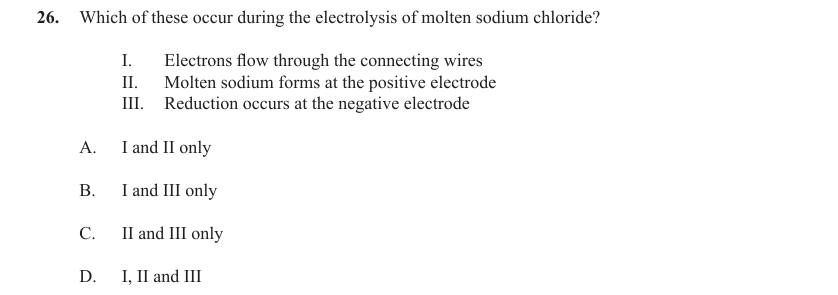 26. Which of these occur during the electrolysis of molten sodium chloride?
I. Electrons flow through the connecting wires
II. Molten sodium forms at the positive electrode
III. Reduction occurs at the negative electrode
A. I and II only
B. I and III only
C. II and III only
D. I, II and III